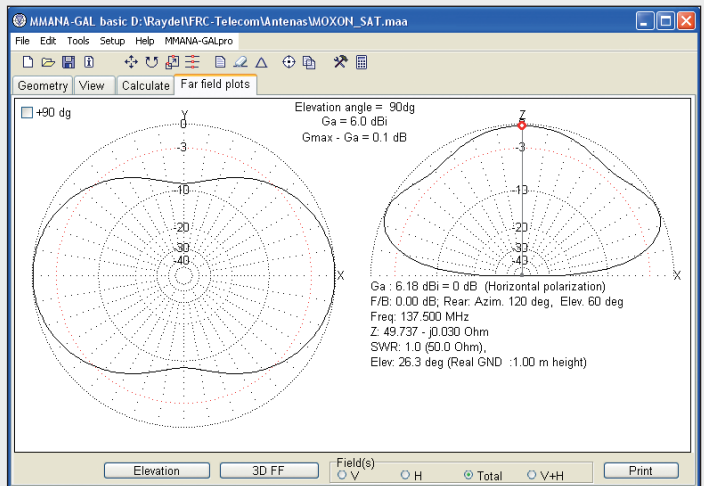 MMANA-GAL basic D:\Raydel\FRC-Telecom\Antenas\MOXON_SAT.maa
File Edit Tools Setup Help MMANA-GALpro
Geometry View Calculate Far field plots
+90 dg
Elevation angle = 90dg
Ga = 6.0 dBi
Gmax - Ga = 0.1 dB
Y
0
-3
-10
-20
-30
-40
X
Z
0
-3
-10
-20
-30
-40
X
Ga : 6.18 dBi = 0 dB (Horizontal polarization)
F/B: 0.00 dB; Rear: Azim. 120 deg, Elev. 60 deg
Freq: 137.500 MHz
Z: 49.737 - j0.030 Ohm
SWR: 1.0 (50.0 Ohm),
Elev: 26.3 deg (Real GND :1.00 m height)
Elevation
3D FF
Field(s)
V H Total V+H
Print